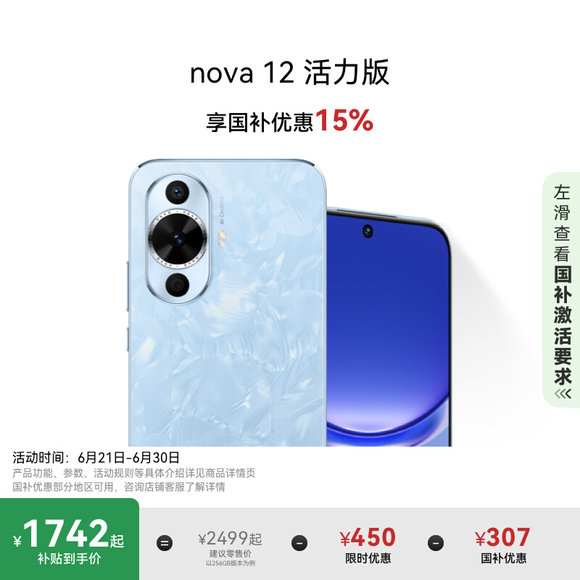 nova 12 活力版
享国补优惠15%
AI CAMERA
左滑查看国补激活要求
活动时间：6月21日-6月30日
产品功能、参数、活动规则等具体介绍详见商品详情页
国补优惠部分地区可用，咨询店铺客服了解详情
¥1742起
补贴到手价
=
¥2499起
建议零售价
以256GB版本为例
-
¥450
限时优惠
-
¥307
国补优惠